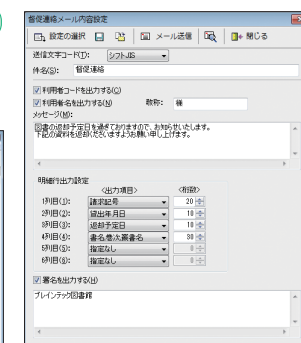 督促連絡メール内容設定
設定の選択 メール送信 閉じる
送信文字コード(T): シフトJIS
件名(S): 督促連絡
利用者コードを出力する(C)
利用者名を出力する(N) 敬称: 様
メッセージ(M):
図書の返却予定日を過ぎておりますので、お知らせいたします。
下記の資料を返却くださいますようお願い申し上げます。
明細行出力設定
<出力項目> <桁数>
1列目(1): 請求記号 20
2列目(2): 貸出年月日 10
3列目(3): 返却予定日 10
4列目(4): 書名巻次叢書名 30
5列目(5): 指定なし 0
6列目(6): 指定なし 0
署名を出力する(H)
ブレインテック図書館